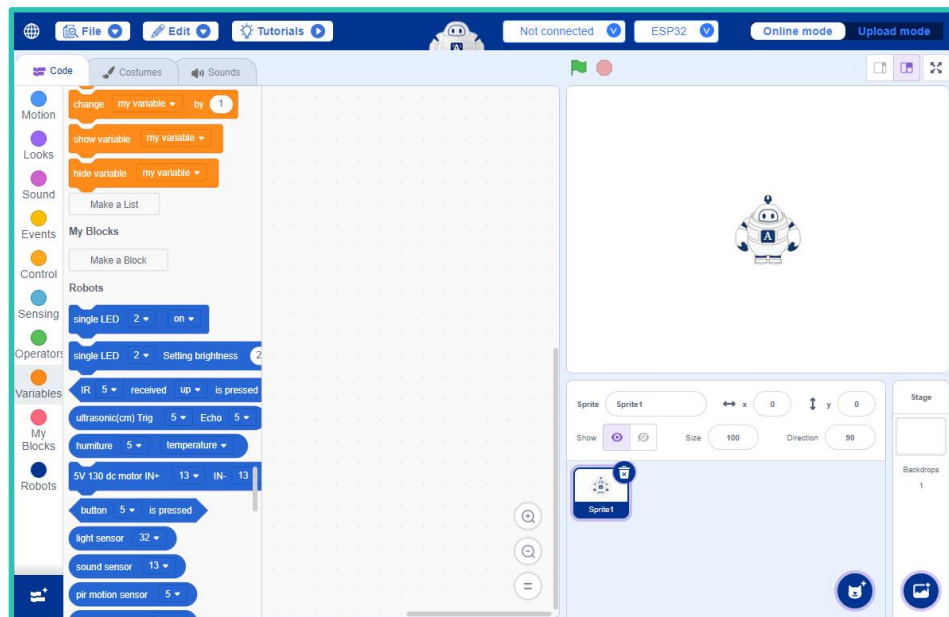 File Edit Tutorials Not connected ESP32 Online mode Upload mode
A
Code Costumes Sounds
Motion
Looks
Sound
Events
Control
Sensing
Operators
Variables
My
Blocks
Robots
change my variable by 1
show variable my variable
hide variable my variable
Make a List
My Blocks
Make a Block
Robots
single LED 2 on
single LED 2 Setting brightness 2
IR 5 received up is pressed
ultrasonic(cm) Trig 5 Echo 5
humiture 5 temperature
5V 130 dc motor IN+ 13 IN- 13
button 5 is pressed
light sensor 32
sound sensor 13
pir motion sensor 5
A
Sprite Sprite1 x 0 y 0
Show Size 100 Direction 90
Sprite1
Stage
Backdrops
1